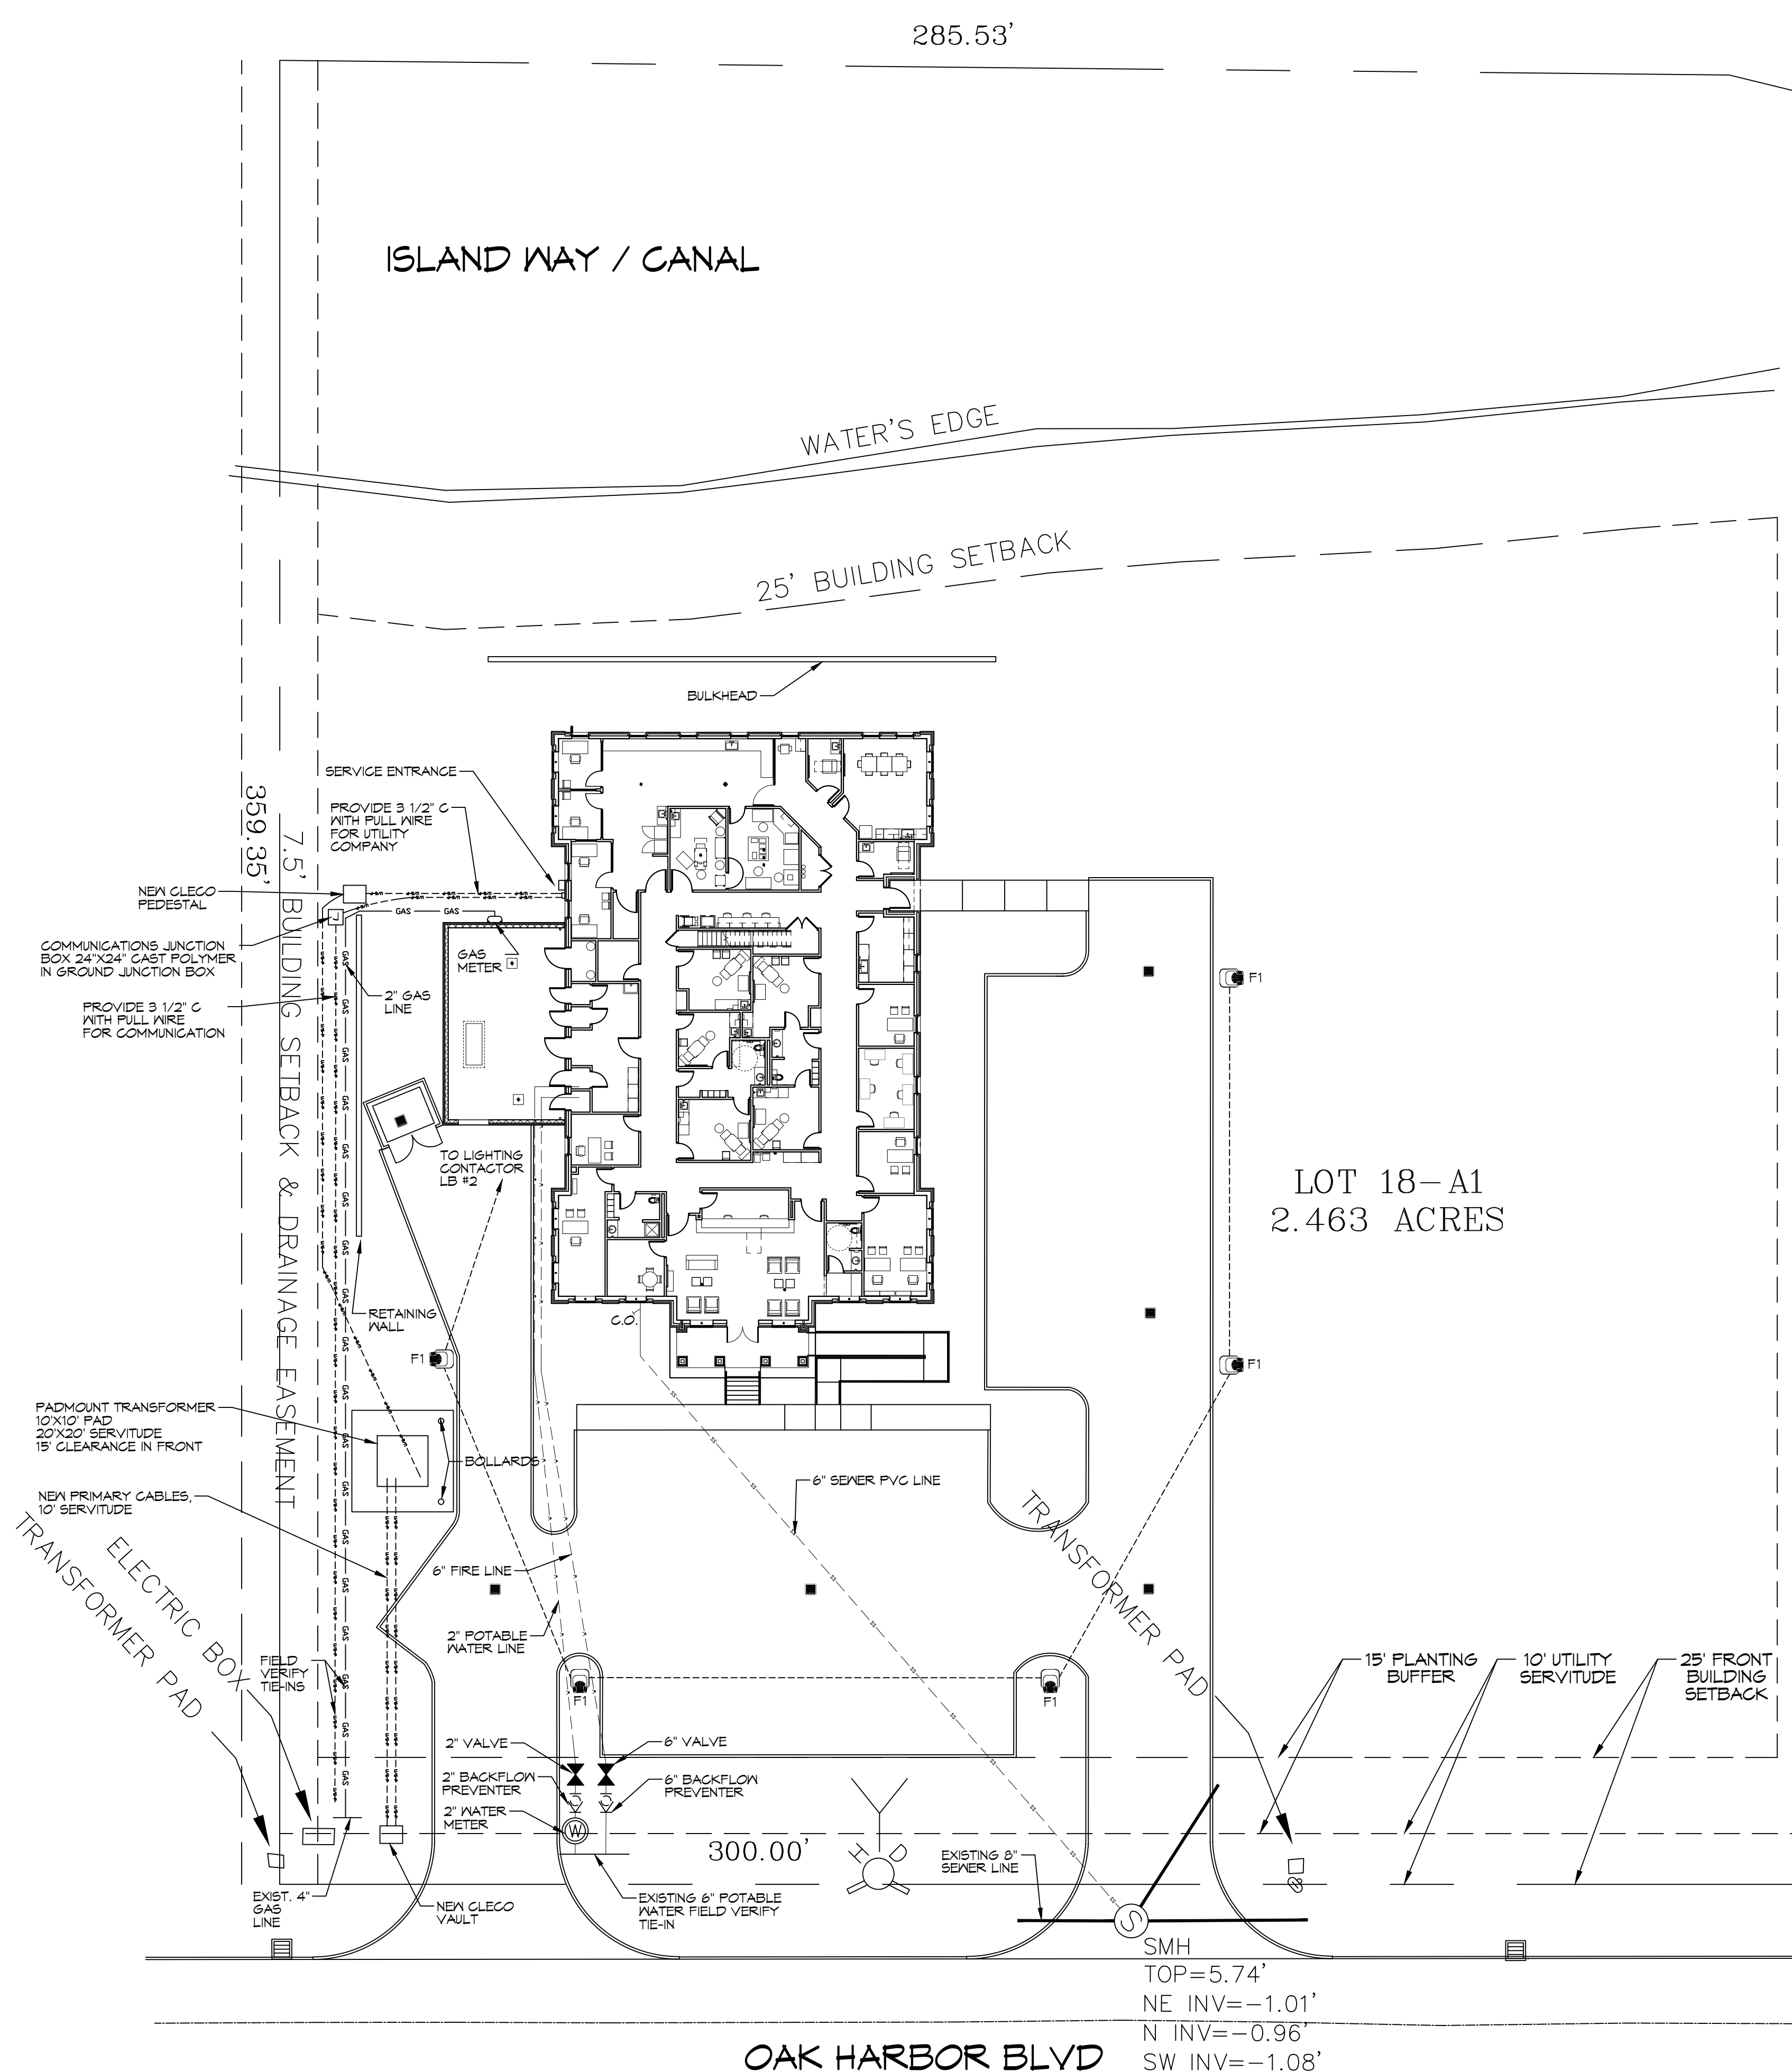 285.53'
ISLAND WAY / CANAL
WATER'S EDGE
25' BUILDING SETBACK
BULKHEAD
SERVICE ENTRANCE
PROVIDE 3 1/2" C
WITH PULL WIRE
FOR UTILITY
COMPANY
359.35'
7.5' BUILDING SETBACK & DRAINAGE EASEMENT
NEW CLECO
PEDESTAL
J
GAS GAS
COMMUNICATIONS JUNCTION
BOX 24"X24" CAST POLYMER
IN GROUND JUNCTION BOX
GAS
METER
2" GAS
LINE
PROVIDE 3 1/2" C
WITH PULL WIRE
FOR COMMUNICATION
F1
TO LIGHTING
CONTACTOR
LB #2
LOT 18-A1
2.463 ACRES
RETAINING
WALL
C.O.
F1
F1
PADMOUNT TRANSFORMER
10'X10' PAD
20'X20' SERVITUDE
15' CLEARANCE IN FRONT
BOLLARDS
6" SEWER PVC LINE
NEW PRIMARY CABLES,
10' SERVITUDE
TRANSFORMER PAD
ELECTRIC BOX
TRANSFORMER PAD
6" FIRE LINE
2" POTABLE
WATER LINE
FIELD
VERIFY
TIE-INS
15' PLANTING
BUFFER
10' UTILITY
SERVITUDE
25' FRONT
BUILDING
SETBACK
F1
F1
2" VALVE
6" VALVE
2" BACKFLOW
PREVENTER
6" BACKFLOW
PREVENTER
2" WATER
METER
W
300.00'
H D
EXISTING 8"
SEWER LINE
EXIST. 4"
GAS
LINE
NEW CLECO
VAULT
EXISTING 6" POTABLE
WATER FIELD VERIFY
TIE-IN
S
SMH
TOP=5.74'
NE INV=-1.01'
N INV=-0.96'
SW INV=-1.08'
OAK HARBOR BLVD